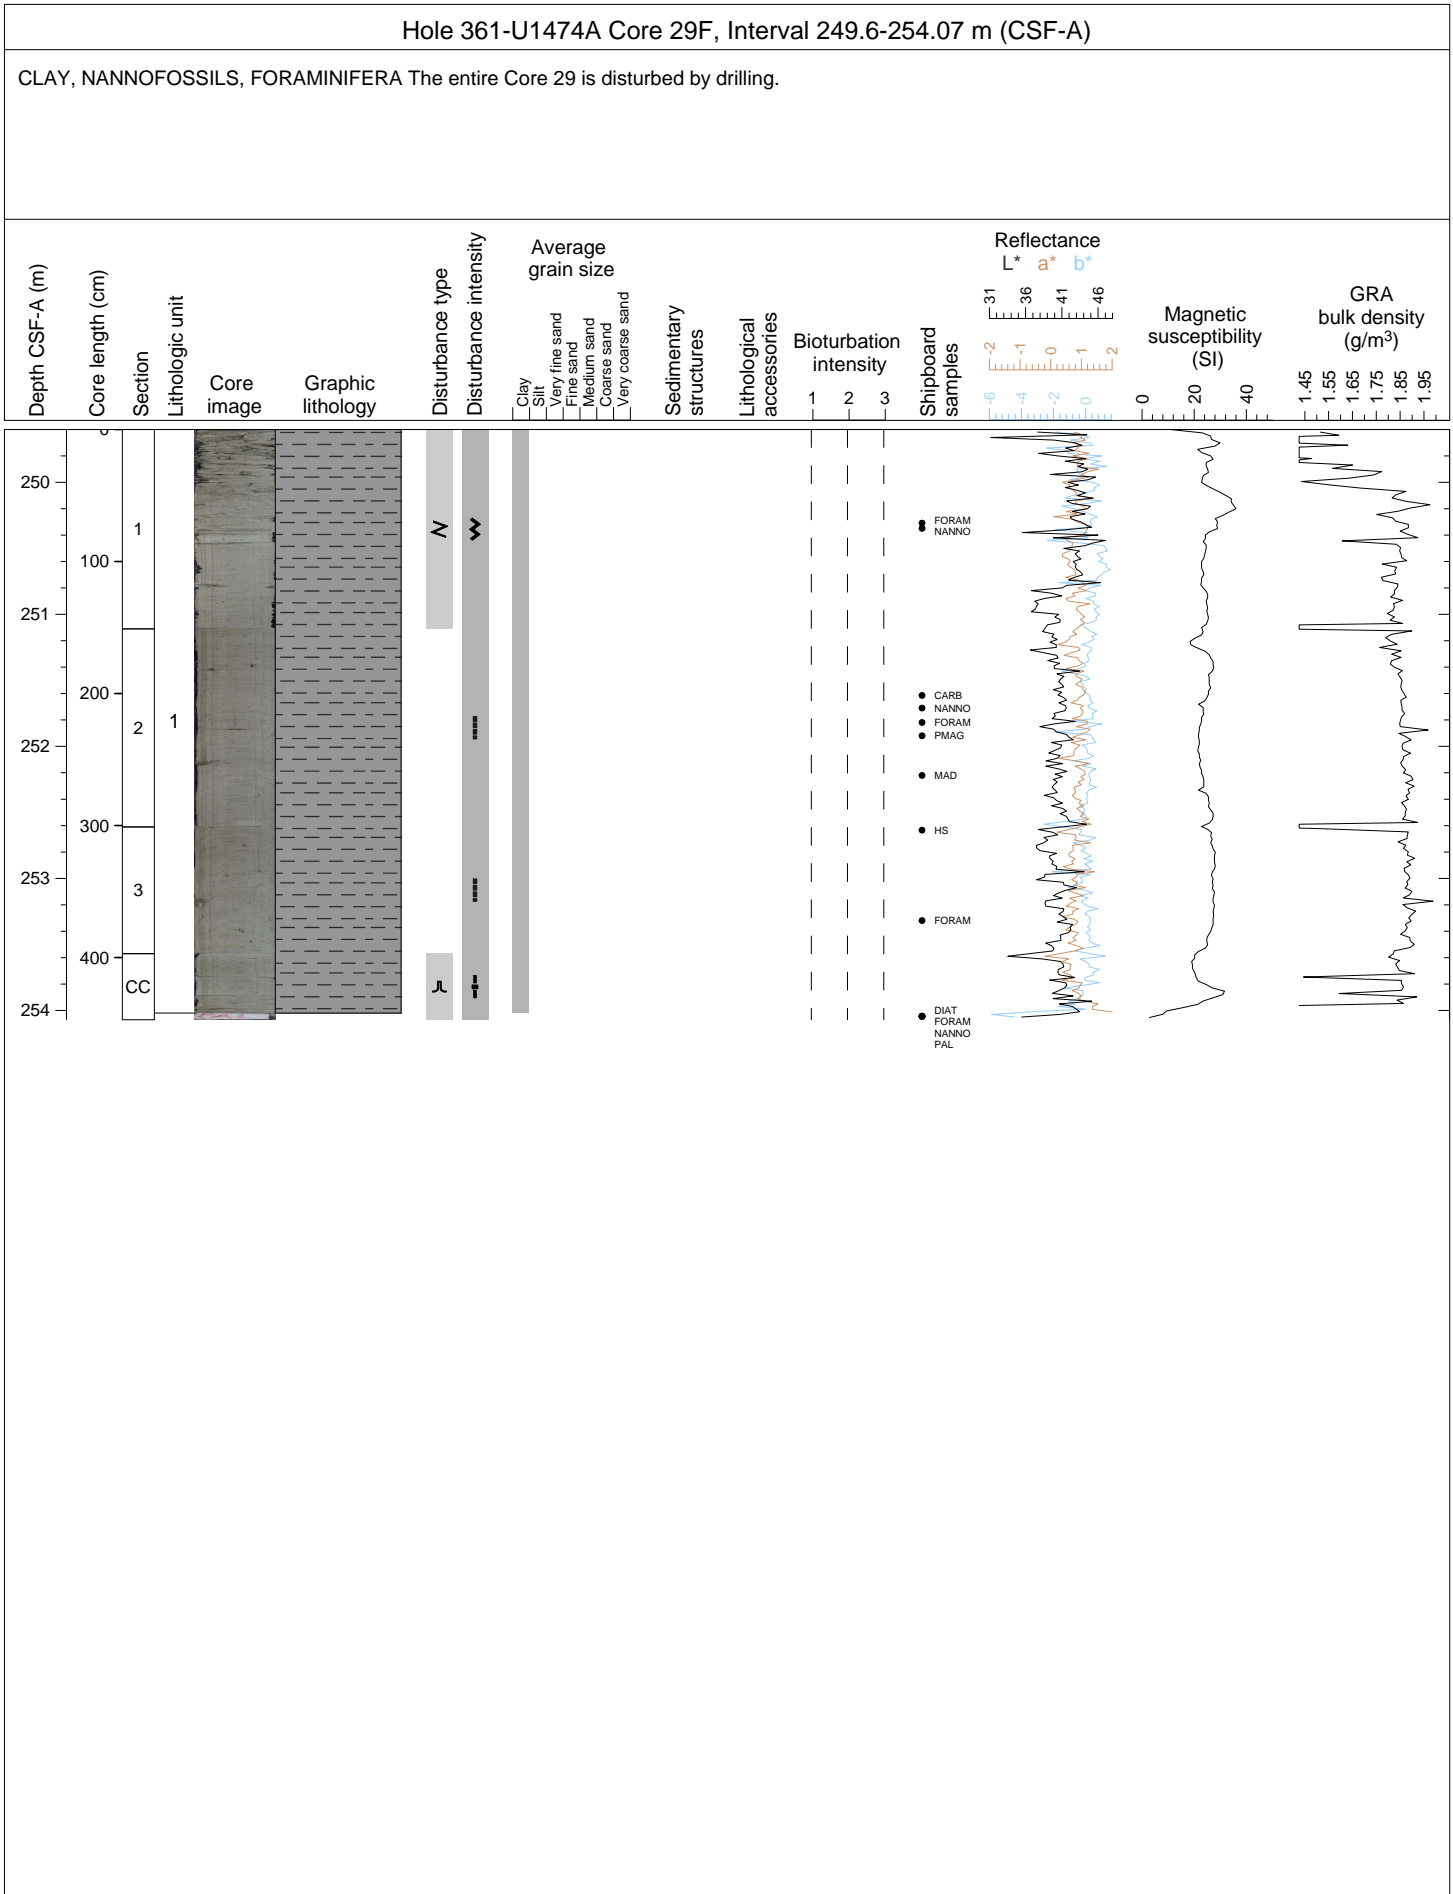 Hole 361-U1474A Core 29F, Interval 249.6-254.07 m (CSF-A)
CLAY, NANNOFOSSILS, FORAMINIFERA The entire Core 29 is disturbed by drilling.
Depth CSF-A (m)
Core length (cm)
Section
Lithologic unit
Core
image
Graphic
lithology
Disturbance type
Disturbance intensity
Average
grain size
Clay
Silt
Very fine sand
Fine sand
Medium sand
Coarse sand
Very coarse sand
Sedimentary
structures
Lithological
accessories
Bioturbation
intensity
1 2 3
Shipboard
samples
Reflectance
L* a* b*
31 36 41 46
-2 -1 0 1 2
-6 -4 -2 0
Magnetic
susceptibility
(SI)
0 20 40
GRA
bulk density
(g/m³)
1.45 1.55 1.65 1.75 1.85 1.95
0
250
1
FORAM
NANNO
100
251
200
CARB
NANNO
1
2
FORAM
PMAG
252
MAD
300
HS
253
3
FORAM
400
CC
254
DIAT
FORAM
NANNO
PAL